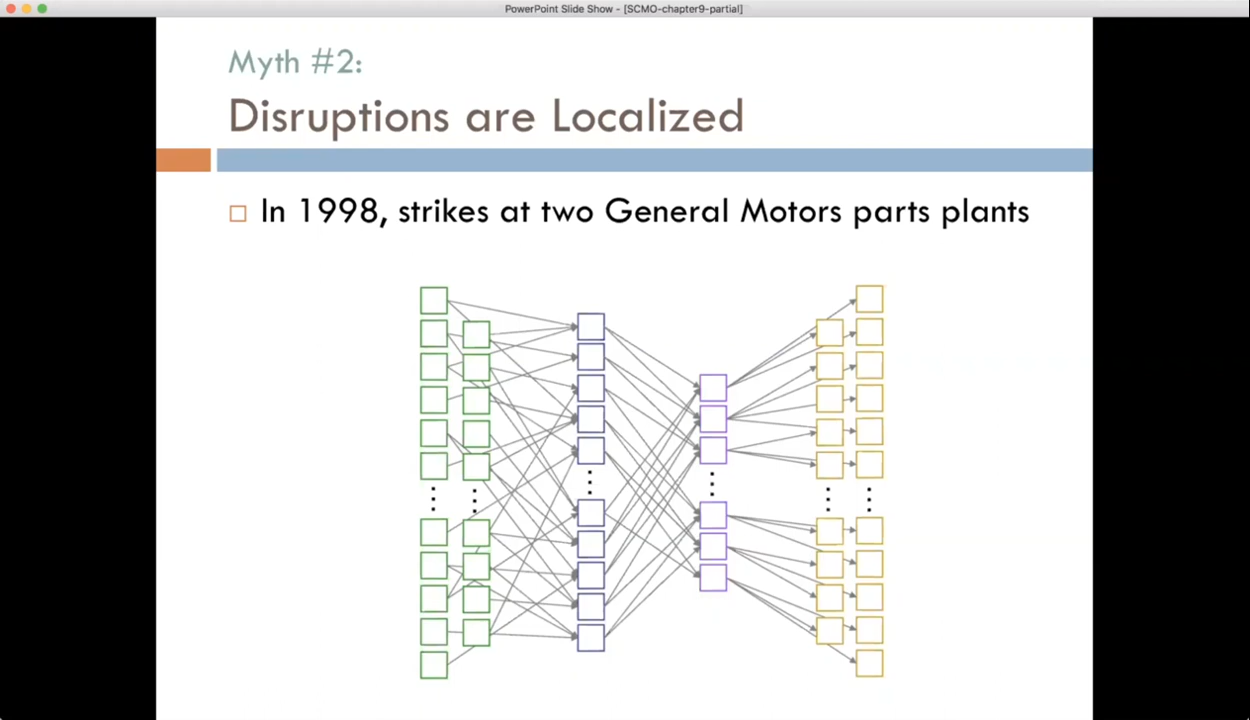 PowerPoint Slide Show - [SCMO-chapter9-partial]
Myth #2:
Disruptions are Localized
In 1998, strikes at two General Motors parts plants